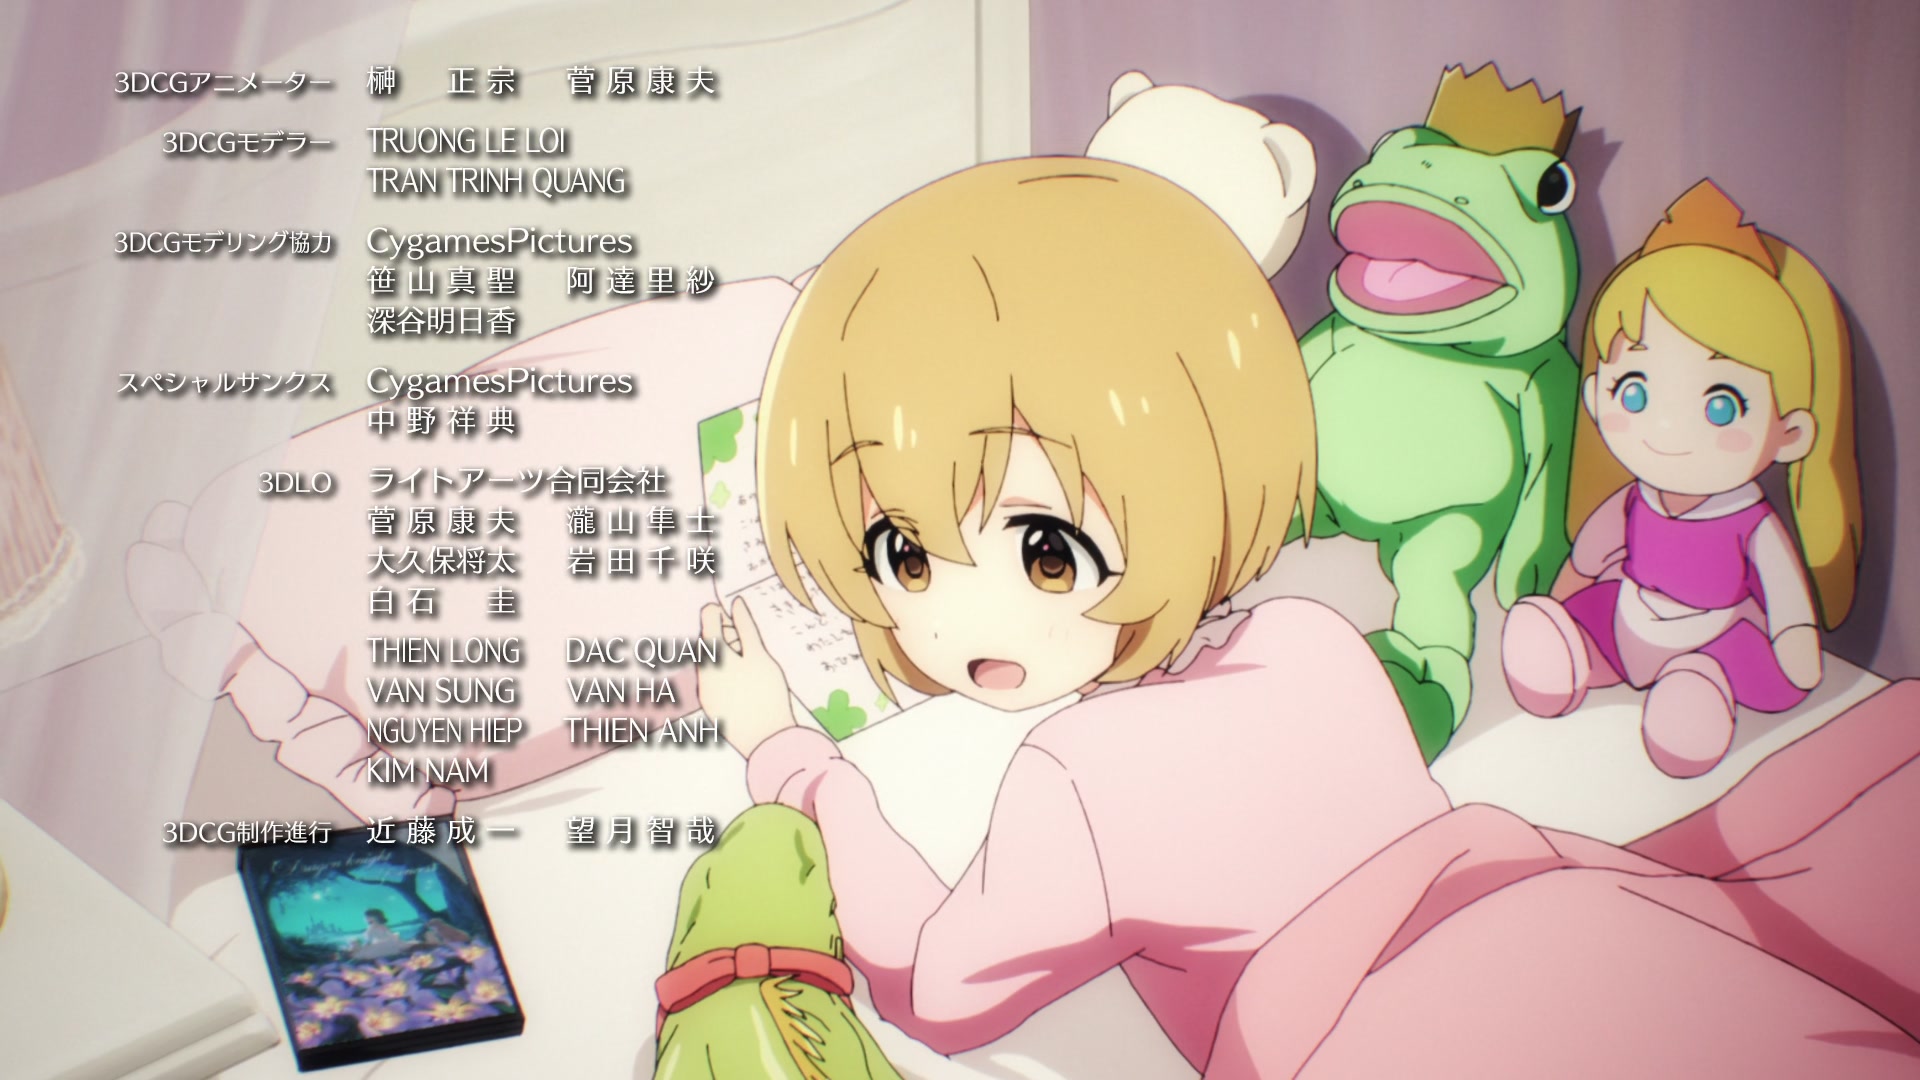 3DCGアニメーター 榊 正宗 菅原康夫
3DCGモデラー TRUONG LE LOI
TRAN TRINH QUANG
3DCGモデリング協力 CygamesPictures
笹山真聖 阿達里紗
深谷明日香
スペシャルサンクス CygamesPictures
中野祥典
3DLO ライトアーツ合同会社
菅原康夫 瀧山隼士
大久保将太 岩田千咲
白石 圭
THIEN LONG DAC QUAN
VAN SUNG VAN HA
NGUYEN HIEP THIEN ANH
KIM NAM
3DCG制作進行 近藤成一 望月智哉
Dragon knight